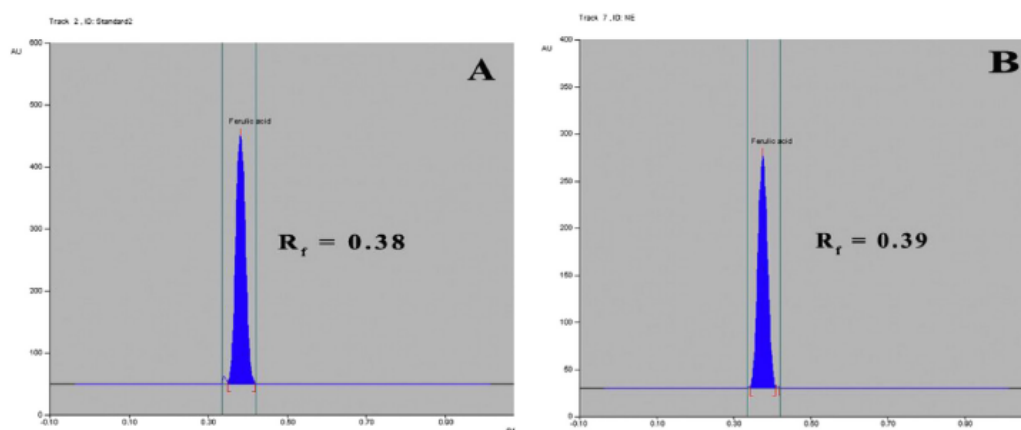 Track 2 , ID: Standard2
AU
600
500
400
300
200
100
0
-0.10
0.10
0.30
0.50
0.70
0.90
Ferulic acid
A
Rf = 0.38
Track 7 , ID: NE
AU
400
350
300
250
200
150
100
50
0
-0.10
0.10
0.30
0.50
0.70
0.90
Ferulic acid
B
Rf = 0.39